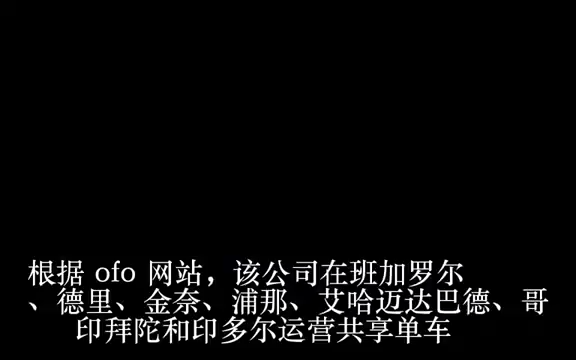 根据 ofo 网站，该公司在班加罗尔
、德里、金奈、浦那、艾哈迈达巴德、哥
印拜陀和印多尔运营共享单车